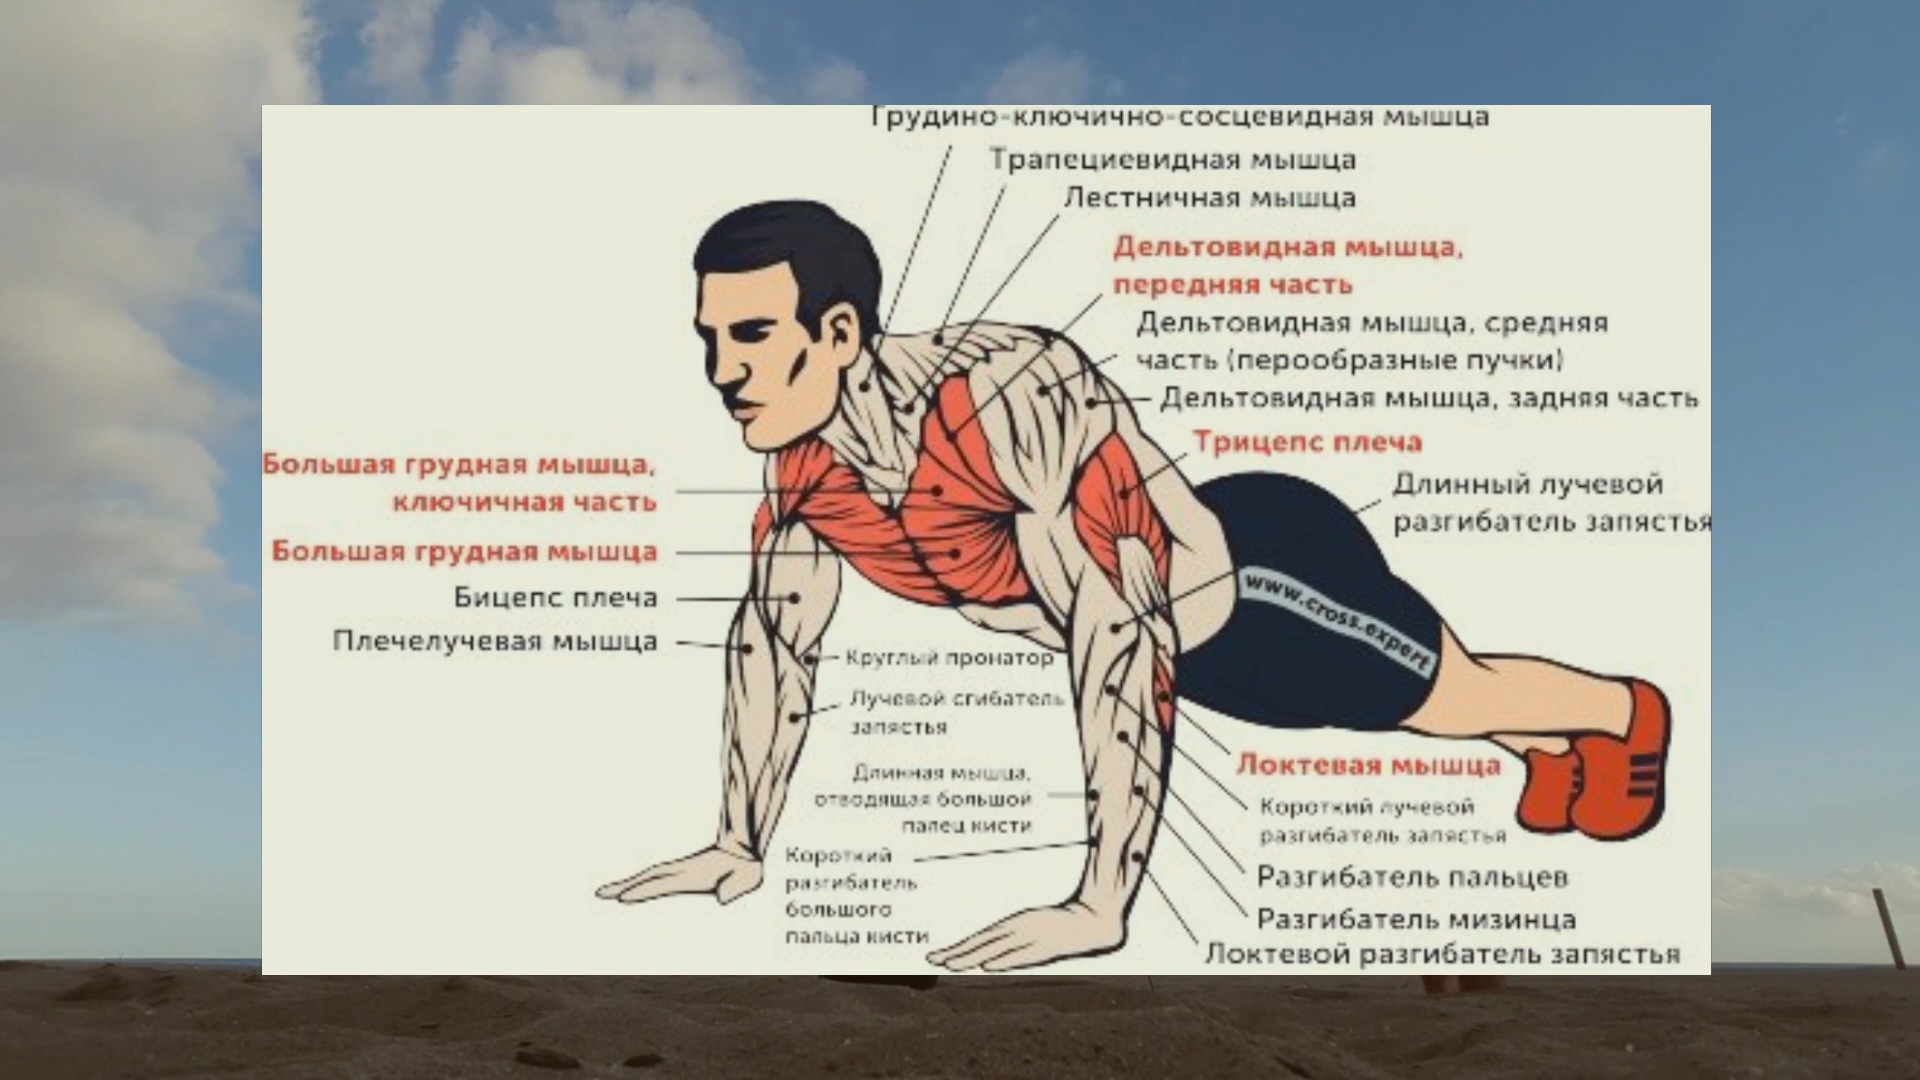 Грудино-ключично-сосцевидная мышца
Трапециевидная мышца
Лестничная мышца
Дельтовидная мышца,
передняя часть
Дельтовидная мышца, средняя
часть (перообразные пучки)
Дельтовидная мышца, задняя часть
Трицепс плеча
Длинный лучевой
разгибатель запястья
Большая грудная мышца,
ключичная часть
Большая грудная мышца
Бицепс плеча
Плечелучевая мышца
Круглый пронатор
Лучевой сгибатель
запястья
Длинная мышца,
отводящая большой
палец кисти
Короткий
разгибатель
большого
пальца кисти
www.cross.expert
Локтевая мышца
Короткий лучевой
разгибатель запястья
Разгибатель пальцев
Разгибатель мизинца
Локтевой разгибатель запястья